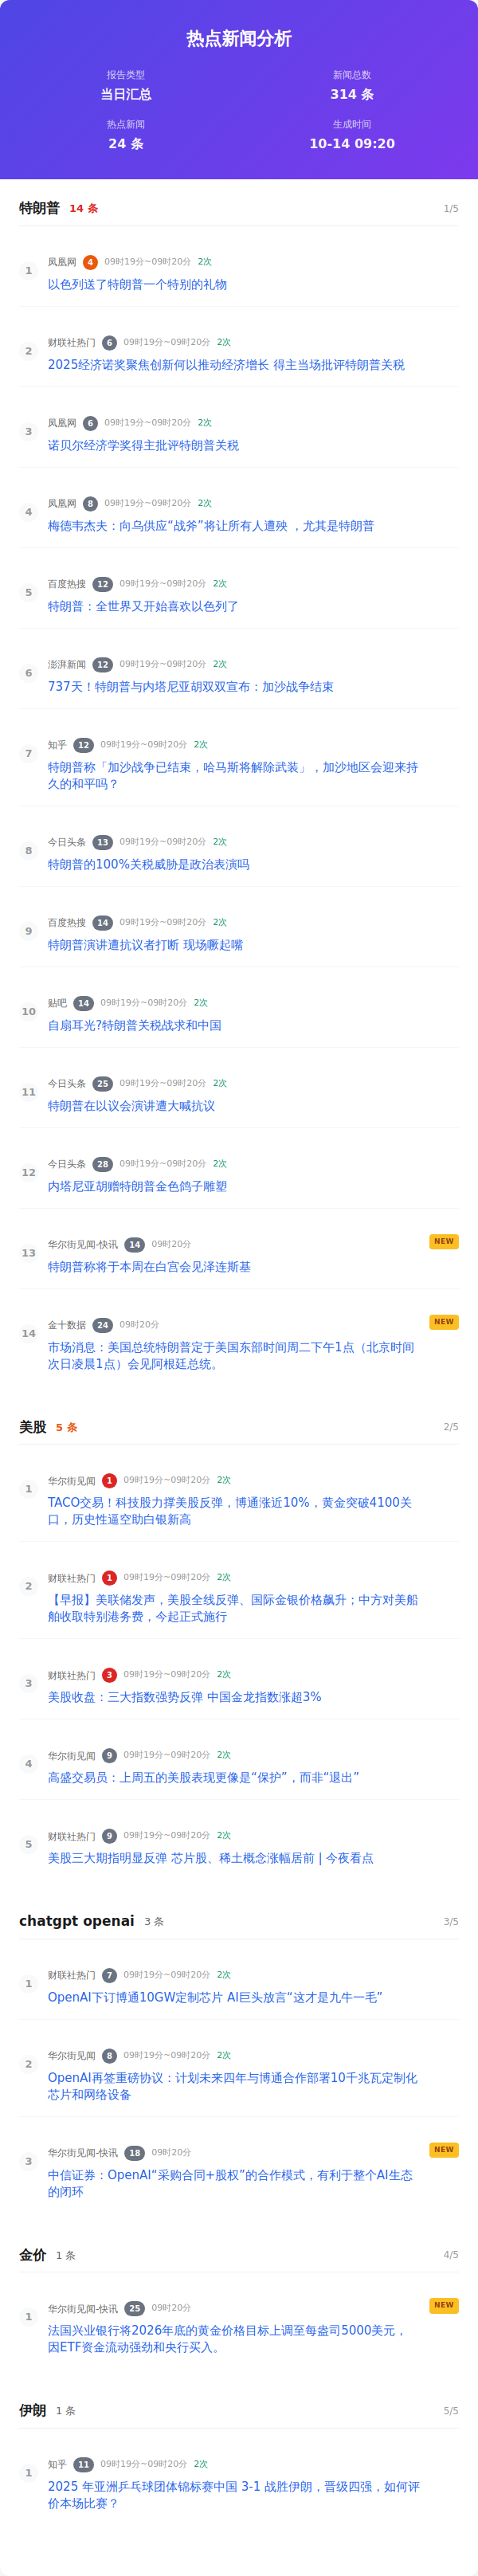 热点新闻分析
报告类型
新闻总数
当日汇总
314 条
热点新闻
生成时间
24 条
10-14 09:20
特朗普 14 条 1/5
1
凤凰网 4 09时19分~09时20分 2次
以色列送了特朗普一个特别的礼物
2
财联社热门 6 09时19分~09时20分 2次
2025经济诺奖聚焦创新何以推动经济增长 得主当场批评特朗普关税
3
凤凰网 6 09时19分~09时20分 2次
诺贝尔经济学奖得主批评特朗普关税
4
凤凰网 8 09时19分~09时20分 2次
梅德韦杰夫：向乌供应“战斧”将让所有人遭殃 ，尤其是特朗普
5
百度热搜 12 09时19分~09时20分 2次
特朗普：全世界又开始喜欢以色列了
6
澎湃新闻 12 09时19分~09时20分 2次
737天！特朗普与内塔尼亚胡双双宣布：加沙战争结束
7
知乎 12 09时19分~09时20分 2次
特朗普称「加沙战争已结束，哈马斯将解除武装」，加沙地区会迎来持
久的和平吗？
8
今日头条 13 09时19分~09时20分 2次
特朗普的100%关税威胁是政治表演吗
9
百度热搜 14 09时19分~09时20分 2次
特朗普演讲遭抗议者打断 现场噘起嘴
10
贴吧 14 09时19分~09时20分 2次
自扇耳光?特朗普关税战求和中国
11
今日头条 25 09时19分~09时20分 2次
特朗普在以议会演讲遭大喊抗议
12
今日头条 28 09时19分~09时20分 2次
内塔尼亚胡赠特朗普金色鸽子雕塑
13
华尔街见闻-快讯 14 09时20分 NEW
特朗普称将于本周在白宫会见泽连斯基
14
金十数据 24 09时20分 NEW
市场消息：美国总统特朗普定于美国东部时间周二下午1点（北京时间
次日凌晨1点）会见阿根廷总统。
美股 5 条 2/5
1
华尔街见闻 1 09时19分~09时20分 2次
TACO交易！科技股力撑美股反弹，博通涨近10%，黄金突破4100关
口，历史性逼空助白银新高
2
财联社热门 1 09时19分~09时20分 2次
【早报】美联储发声，美股全线反弹、国际金银价格飙升；中方对美船
舶收取特别港务费，今起正式施行
3
财联社热门 3 09时19分~09时20分 2次
美股收盘：三大指数强势反弹 中国金龙指数涨超3%
4
华尔街见闻 9 09时19分~09时20分 2次
高盛交易员：上周五的美股表现更像是“保护”，而非“退出”
5
财联社热门 9 09时19分~09时20分 2次
美股三大期指明显反弹 芯片股、稀土概念涨幅居前 | 今夜看点
chatgpt openai 3 条 3/5
1
财联社热门 7 09时19分~09时20分 2次
OpenAI下订博通10GW定制芯片 AI巨头放言“这才是九牛一毛”
2
华尔街见闻 8 09时19分~09时20分 2次
OpenAI再签重磅协议：计划未来四年与博通合作部署10千兆瓦定制化
芯片和网络设备
3
华尔街见闻-快讯 18 09时20分 NEW
中信证券：OpenAI“采购合同+股权”的合作模式，有利于整个AI生态
的闭环
金价 1 条 4/5
1
华尔街见闻-快讯 25 09时20分 NEW
法国兴业银行将2026年底的黄金价格目标上调至每盎司5000美元，
因ETF资金流动强劲和央行买入。
伊朗 1 条 5/5
1
知乎 11 09时19分~09时20分 2次
2025 年亚洲乒乓球团体锦标赛中国 3-1 战胜伊朗，晋级四强，如何评
价本场比赛？